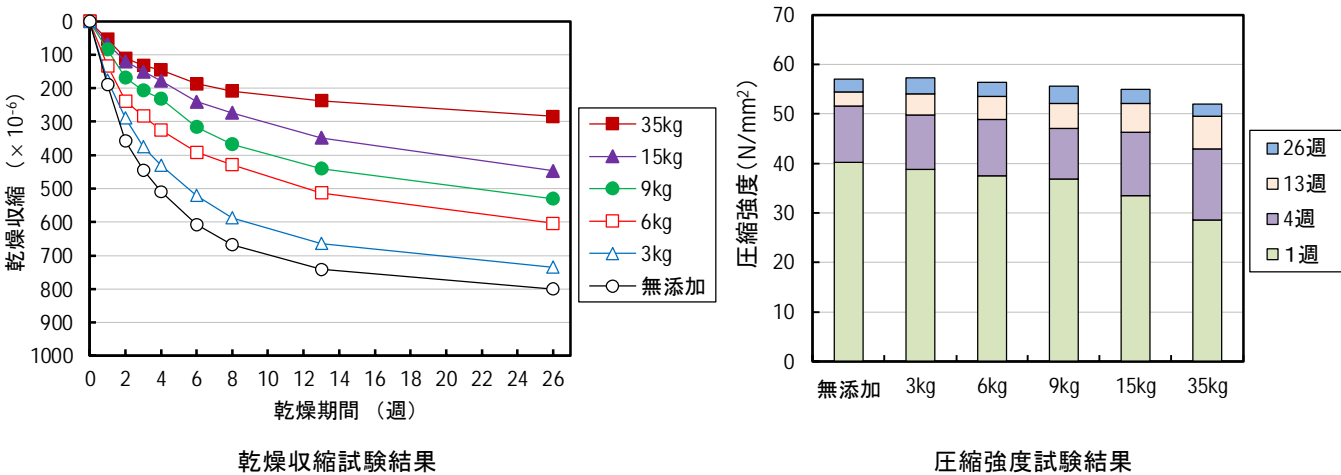 0
100
200
300
400
500
600
700
800
900
1000
乾燥収縮 (× 10⁻⁶)
0 2 4 6 8 10 12 14 16 18 20 22 24 26
乾燥期間 (週)
35kg
15kg
9kg
6kg
3kg
無添加
乾燥収縮試験結果
70
60
50
40
30
20
10
0
圧縮強度(N/mm²)
無添加 3kg 6kg 9kg 15kg 35kg
26週
13週
4週
1週
圧縮強度試験結果